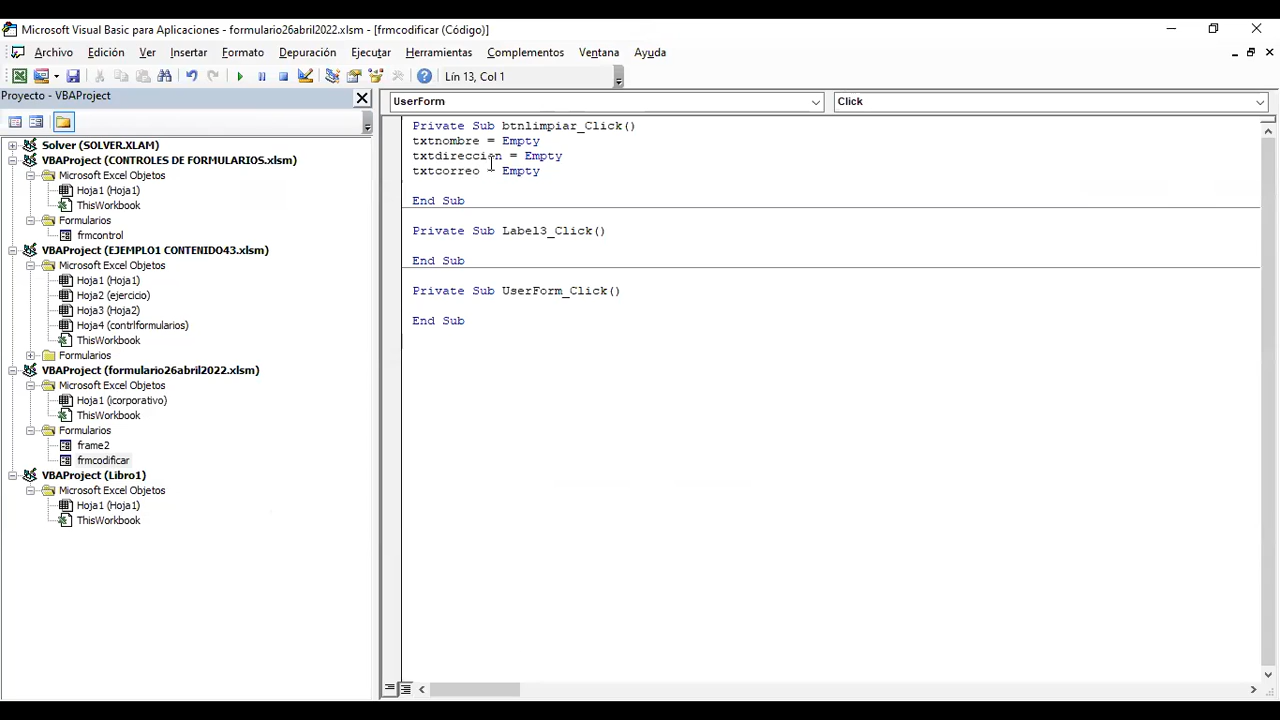 Microsoft Visual Basic para Aplicaciones - formulario26abril2022.xlsm - [frmcodificar (Código)]
Archivo Edición Ver Insertar Formato Depuración Ejecutar Herramientas Complementos Ventana Ayuda
Lín 13, Col 1
Proyecto - VBAProject
Solver (SOLVER.XLAM)
VBAProject (CONTROLES DE FORMULARIOS.xlsm)
Microsoft Excel Objetos
Hoja1 (Hoja1)
ThisWorkbook
Formularios
frmcontrol
VBAProject (EJEMPLO1 CONTENIDO43.xlsm)
Microsoft Excel Objetos
Hoja1 (Hoja1)
Hoja2 (ejercicio)
Hoja3 (Hoja2)
Hoja4 (contrlformularios)
ThisWorkbook
Formularios
VBAProject (formulario26abril2022.xlsm)
Microsoft Excel Objetos
Hoja1 (icorporativo)
ThisWorkbook
Formularios
frame2
frmcodificar
VBAProject (Libro1)
Microsoft Excel Objetos
Hoja1 (Hoja1)
ThisWorkbook
UserForm
Click
Private Sub btnlimpiar_Click()
txtnombre = Empty
txtdireccion = Empty
txtcorreo = Empty
End Sub
Private Sub Label3_Click()
End Sub
Private Sub UserForm_Click()
End Sub